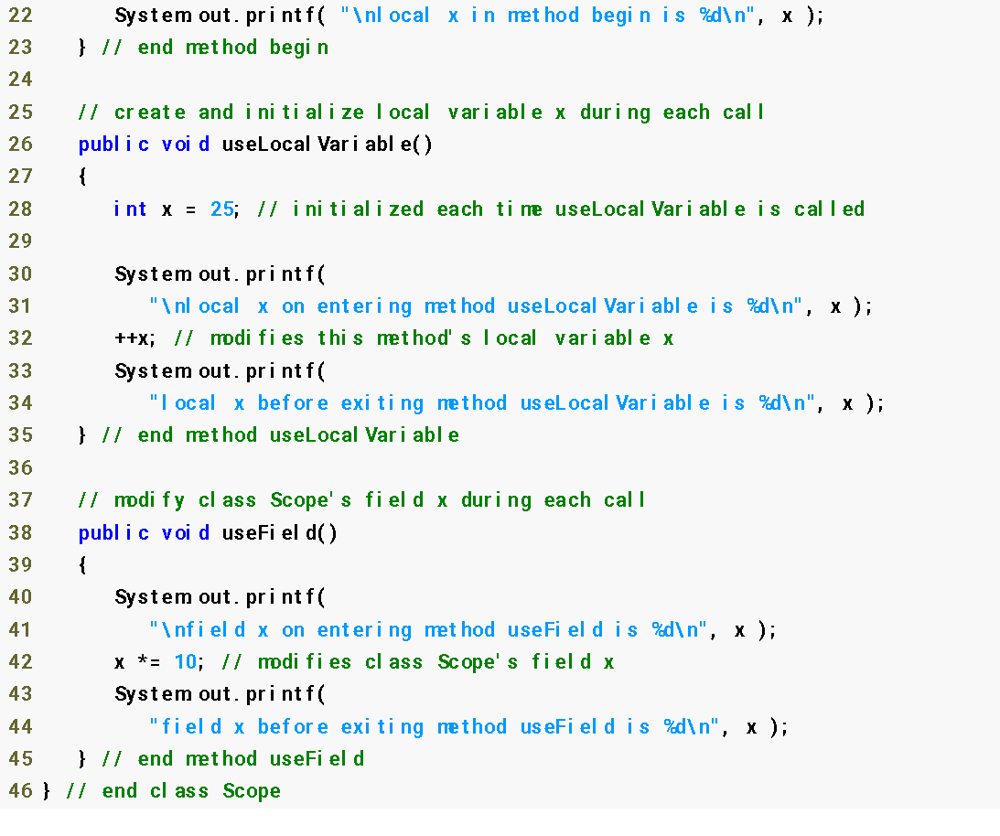 22 System.out.printf( "\nlocal x in method begin is %d\n", x );
23 } // end method begin
24
25 // create and initialize local variable x during each call
26 public void useLocalVariable()
27 {
28 int x = 25; // initialized each time useLocalVariable is called
29
30 System.out.printf(
31 "\nlocal x on entering method useLocalVariable is %d\n", x );
32 ++x; // modifies this method's local variable x
33 System.out.printf(
34 "local x before exiting method useLocalVariable is %d\n", x );
35 } // end method useLocalVariable
36
37 // modify class Scope's field x during each call
38 public void useField()
39 {
40 System.out.printf(
41 "\nfield x on entering method useField is %d\n", x );
42 x *= 10; // modifies class Scope's field x
43 System.out.printf(
44 "field x before exiting method useField is %d\n", x );
45 } // end method useField
46 } // end class Scope